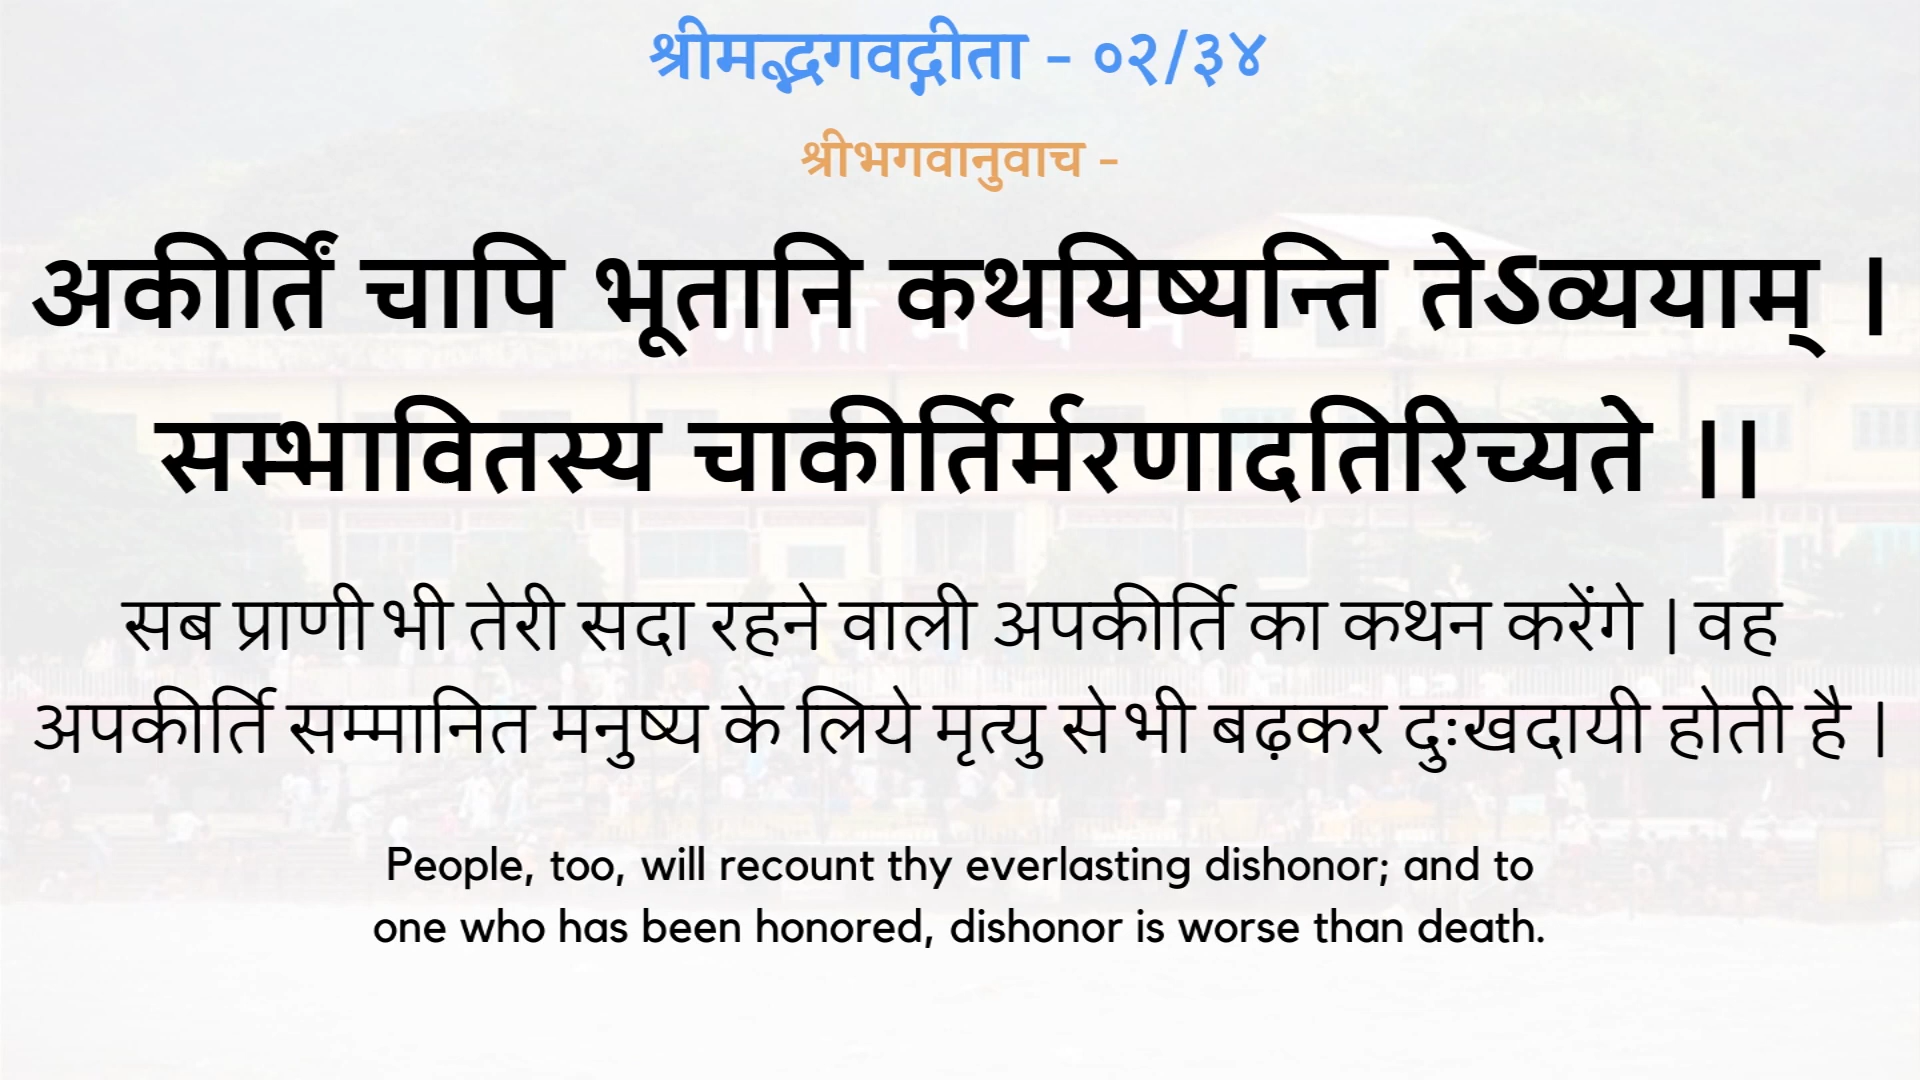 श्रीमद्भगवद्गीता - ०२/३४
श्रीभगवानुवाच -
अकीर्तिं चापि भूतानि कथयिष्यन्ति तेऽव्ययाम् |
सम्भावितस्य चाकीर्तिर्मरणादतिरिच्यते ||
सब प्राणी भी तेरी सदा रहने वाली अपकीर्ति का कथन करेंगे | वह
अपकीर्ति सम्मानित मनुष्य के लिये मृत्यु से भी बढ़कर दुःखदायी होती है |
People, too, will recount thy everlasting dishonor; and to
one who has been honored, dishonor is worse than death.